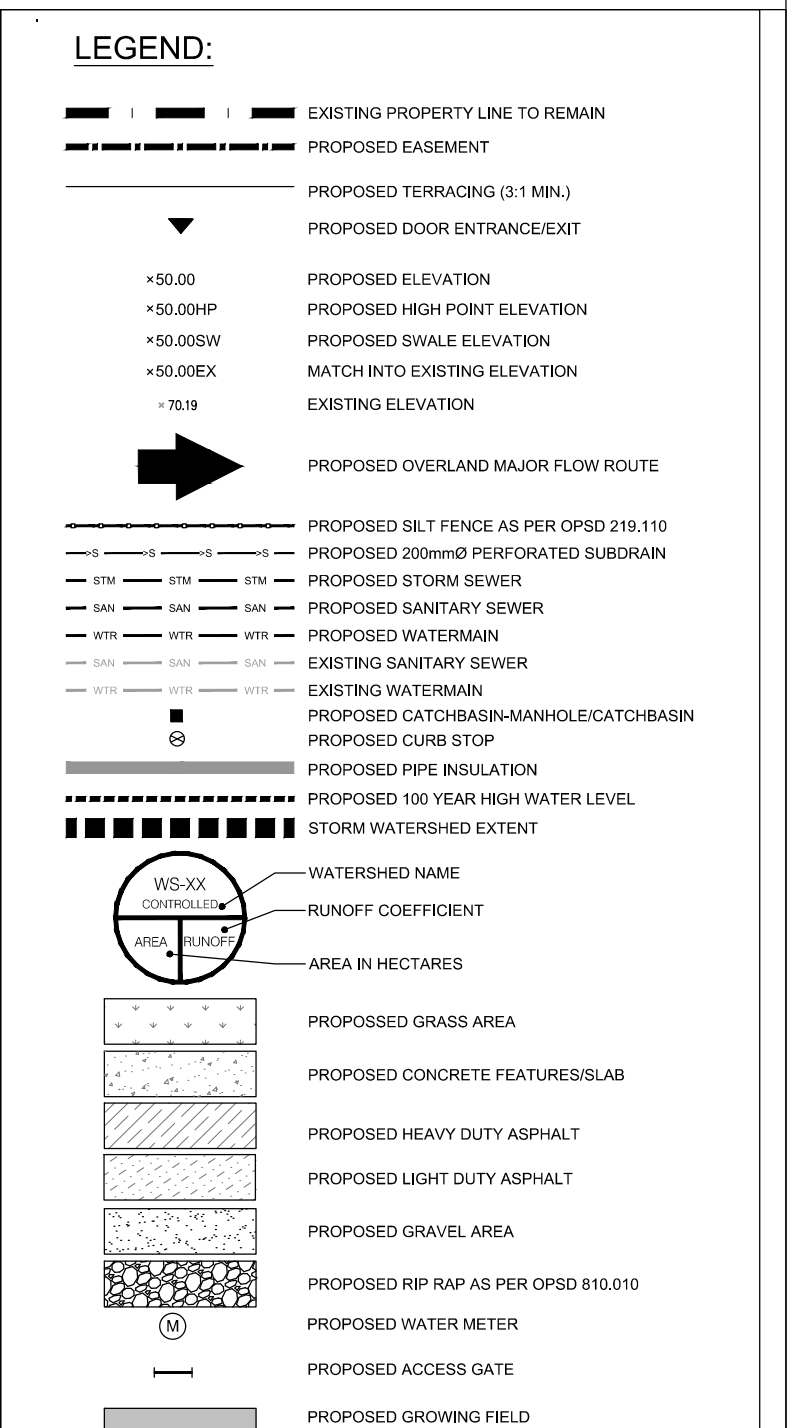 LEGEND:
EXISTING PROPERTY LINE TO REMAIN
PROPOSED EASEMENT
PROPOSED TERRACING (3:1 MIN.)
PROPOSED DOOR ENTRANCE/EXIT
×50.00 PROPOSED ELEVATION
×50.00HP PROPOSED HIGH POINT ELEVATION
×50.00SW PROPOSED SWALE ELEVATION
×50.00EX MATCH INTO EXISTING ELEVATION
×70.19 EXISTING ELEVATION
PROPOSED OVERLAND MAJOR FLOW ROUTE
PROPOSED SILT FENCE AS PER OPSD 219.110
>S >S >S >S PROPOSED 200mmØ PERFORATED SUBDRAIN
STM STM STM PROPOSED STORM SEWER
SAN SAN SAN PROPOSED SANITARY SEWER
WTR WTR WTR PROPOSED WATERMAIN
SAN SAN SAN EXISTING SANITARY SEWER
WTR WTR WTR EXISTING WATERMAIN
PROPOSED CATCHBASIN-MANHOLE/CATCHBASIN
PROPOSED CURB STOP
PROPOSED PIPE INSULATION
PROPOSED 100 YEAR HIGH WATER LEVEL
STORM WATERSHED EXTENT
WS-XX WATERSHED NAME
CONTROLLED RUNOFF COEFFICIENT
AREA RUNOFF
AREA IN HECTARES
PROPOSSED GRASS AREA
PROPOSED CONCRETE FEATURES/SLAB
PROPOSED HEAVY DUTY ASPHALT
PROPOSED LIGHT DUTY ASPHALT
PROPOSED GRAVEL AREA
PROPOSED RIP RAP AS PER OPSD 810.010
M PROPOSED WATER METER
PROPOSED ACCESS GATE
PROPOSED GROWING FIELD